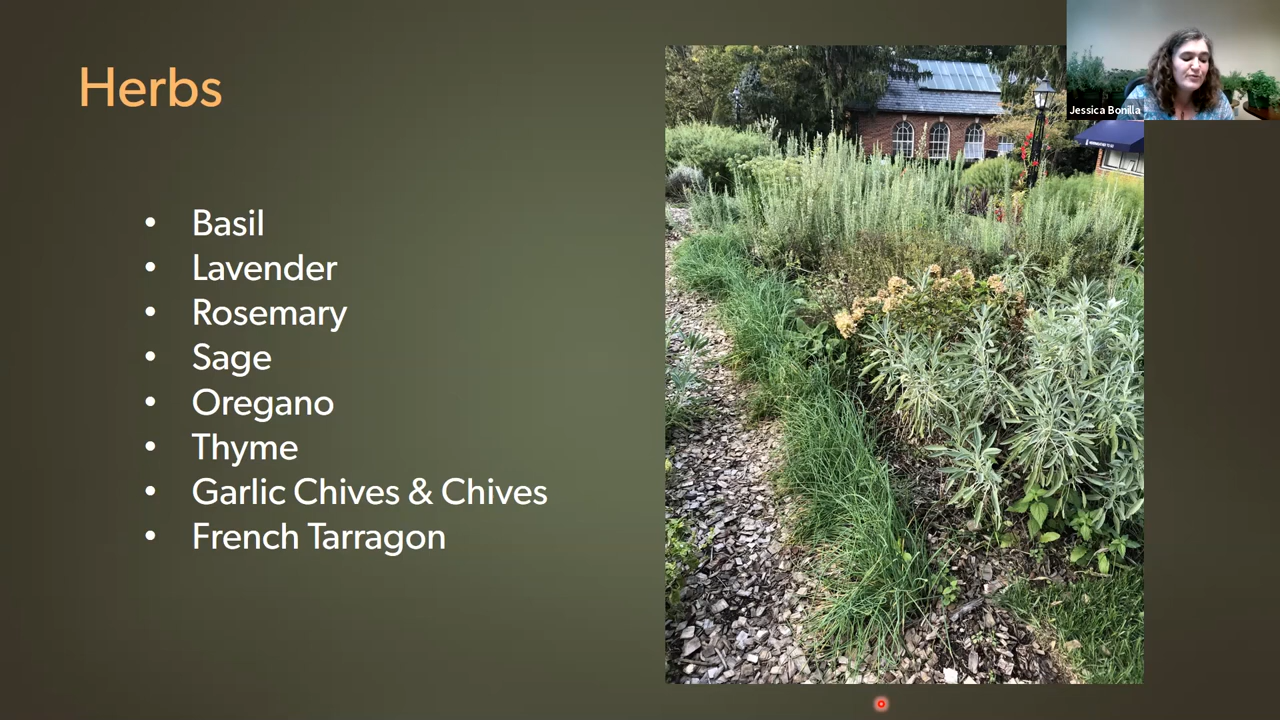 Herbs
• Basil
• Lavender
• Rosemary
• Sage
• Oregano
• Thyme
• Garlic Chives & Chives
• French Tarragon
Jessica Bonilla